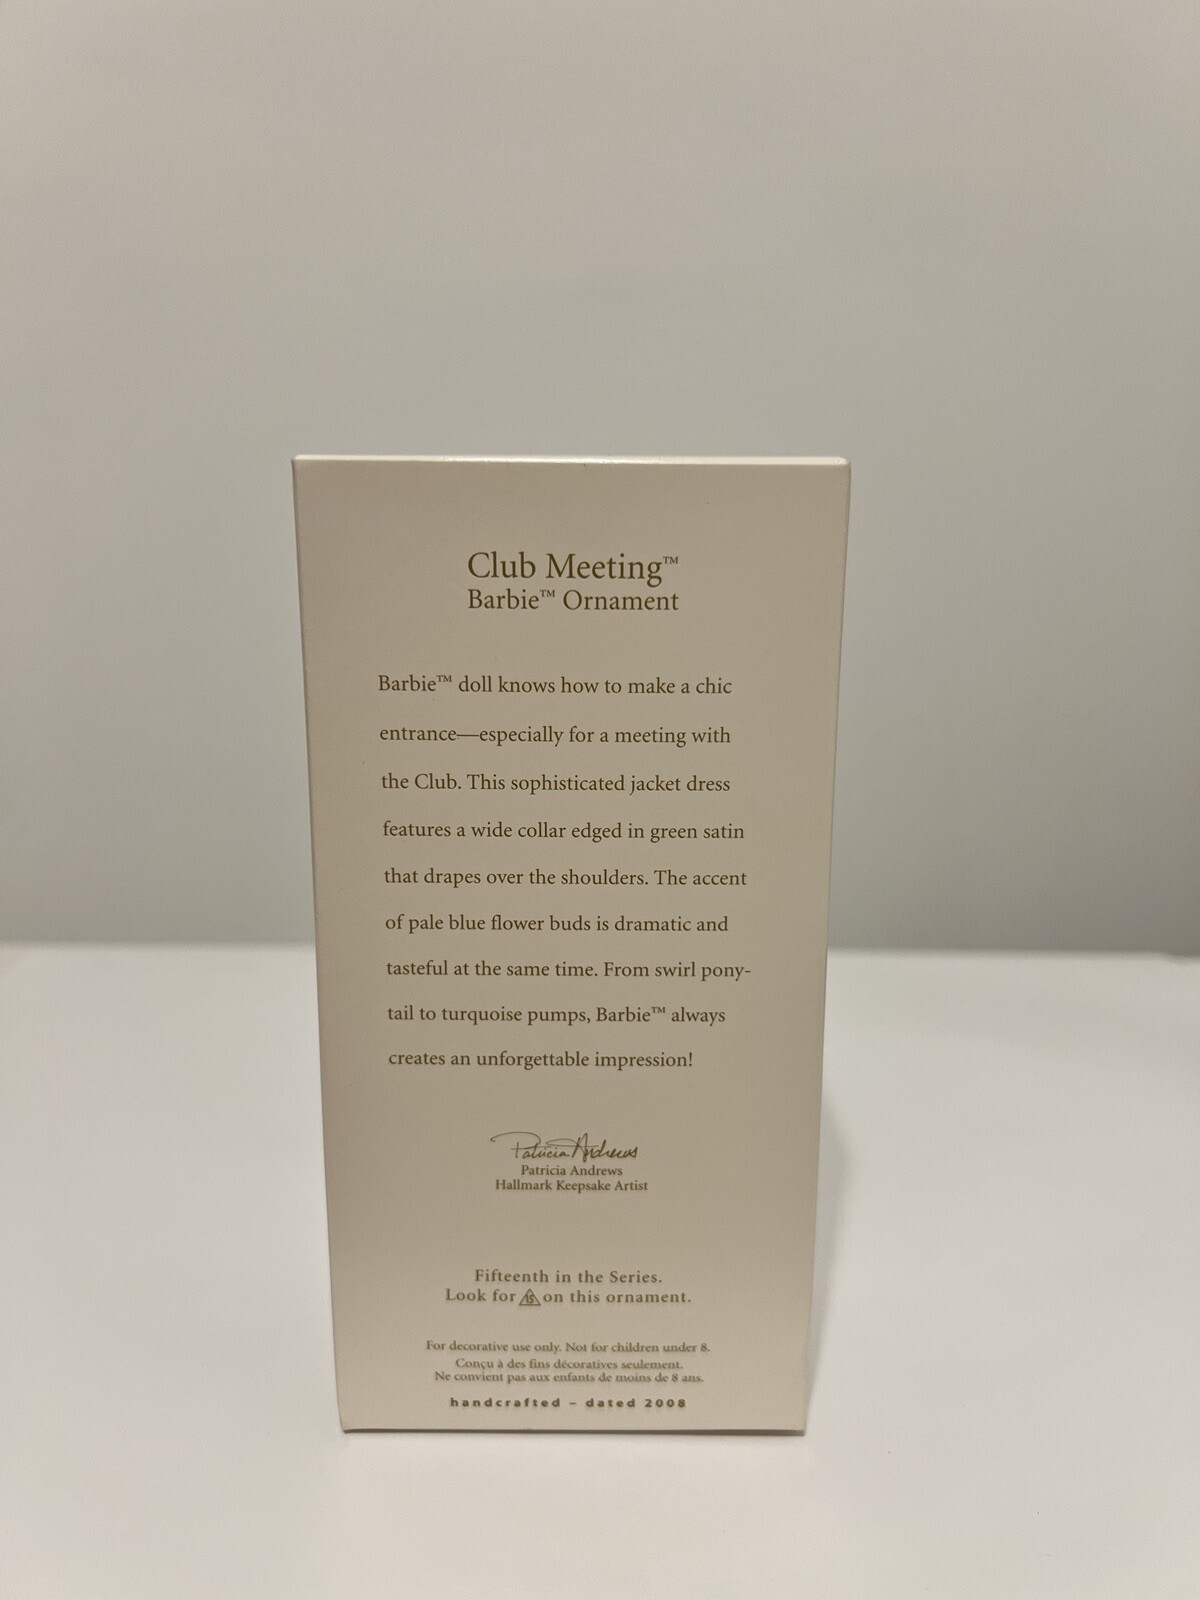 Club Meeting™
Barbie™ Ornament
Barbie™ doll knows how to make a chic
entrance—especially for a meeting with
the Club. This sophisticated jacket dress
features a wide collar edged in green satin
that drapes over the shoulders. The accent
of pale blue flower buds is dramatic and
tasteful at the same time. From swirl pony-
tail to turquoise pumps, Barbie™ always
creates an unforgettable impression!
Patricia Andrews
Patricia Andrews
Hallmark Keepsake Artist
Fifteenth in the Series.
Look for 15 on this ornament.
For decorative use only. Not for children under 8.
Conçu à des fins décoratives seulement.
Ne convient pas aux enfants de moins de 8 ans.
handcrafted – dated 2008